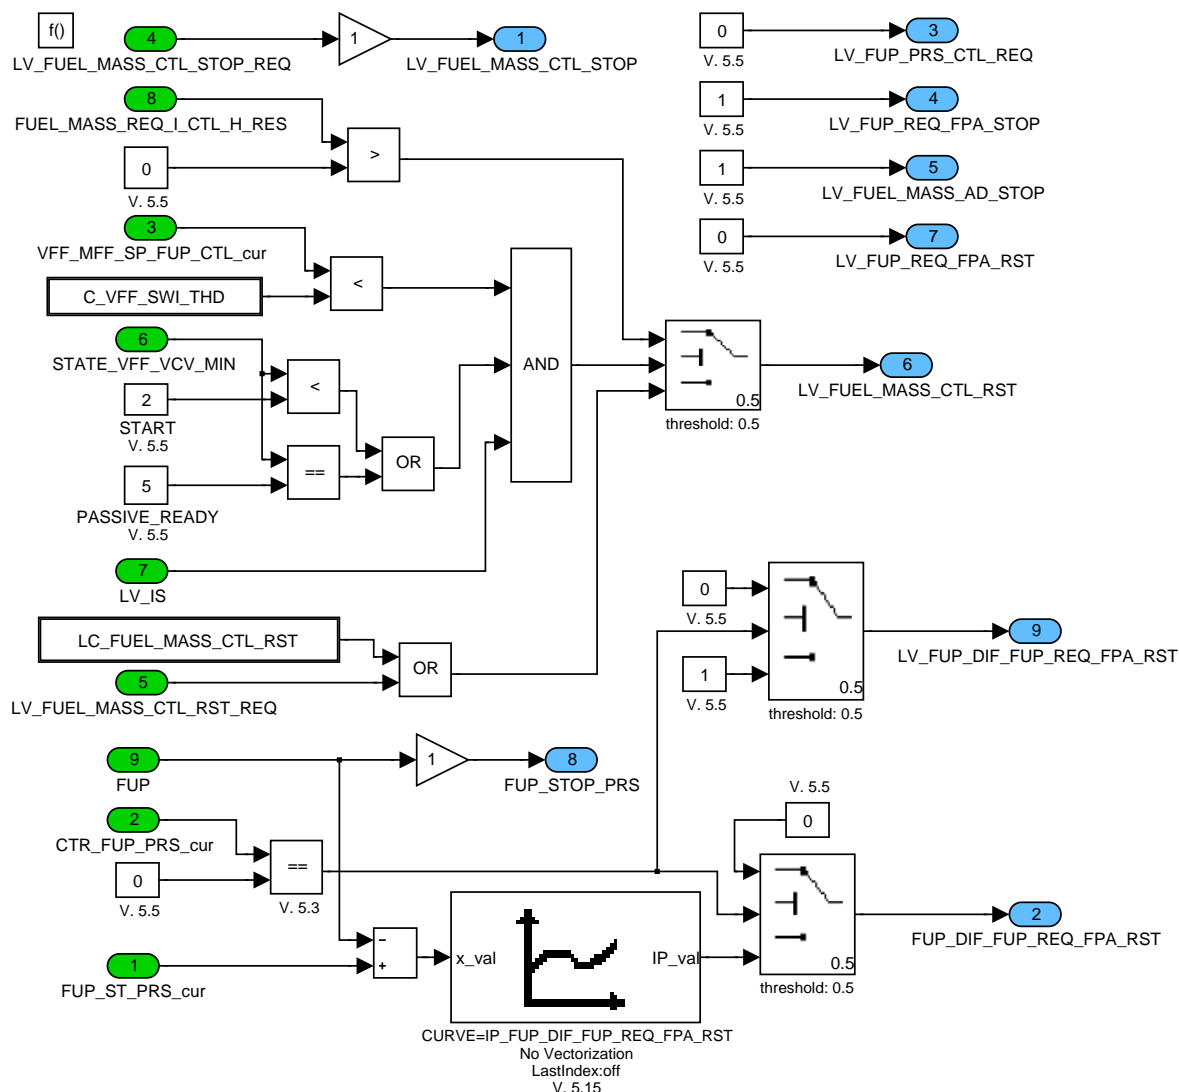 f()
4
LV_FUEL_MASS_CTL_STOP_REQ
1
1
LV_FUEL_MASS_CTL_STOP
0
V. 5.5
3
LV_FUP_PRS_CTL_REQ
8
FUEL_MASS_REQ_I_CTL_H_RES
0
V. 5.5
>
1
V. 5.5
4
LV_FUP_REQ_FPA_STOP
1
V. 5.5
5
LV_FUEL_MASS_AD_STOP
0
V. 5.5
7
LV_FUP_REQ_FPA_RST
3
VFF_MFF_SP_FUP_CTL_cur
C_VFF_SWI_THD
<
6
STATE_VFF_VCV_MIN
2
START
V. 5.5
<
5
PASSIVE_READY
V. 5.5
==
OR
AND
7
LV_IS
0.5
threshold: 0.5
6
LV_FUEL_MASS_CTL_RST
LC_FUEL_MASS_CTL_RST
5
LV_FUEL_MASS_CTL_RST_REQ
OR
0
V. 5.5
1
V. 5.5
0.5
threshold: 0.5
9
LV_FUP_DIF_FUP_REQ_FPA_RST
9
FUP
1
8
FUP_STOP_PRS
2
CTR_FUP_PRS_cur
0
V. 5.5
==
V. 5.3
V. 5.5
0
1
FUP_ST_PRS_cur
-
+
x_val
IP_val
CURVE=IP_FUP_DIF_FUP_REQ_FPA_RST
No Vectorization
LastIndex:off
V. 5.15
0.5
threshold: 0.5
2
FUP_DIF_FUP_REQ_FPA_RST